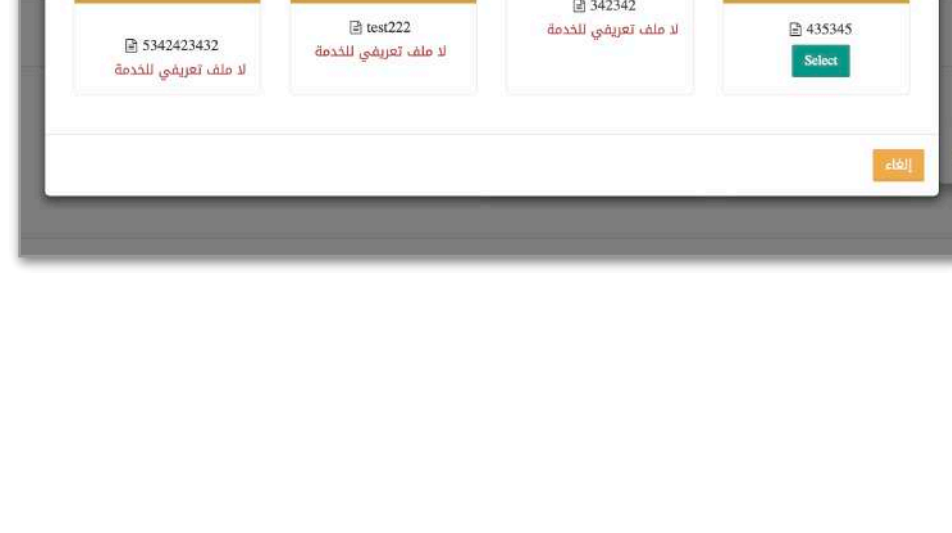 435345
Select
342342
لا ملف تعريفي للخدمة
test222
لا ملف تعريفي للخدمة
5342423432
لا ملف تعريفي للخدمة
إلغاء